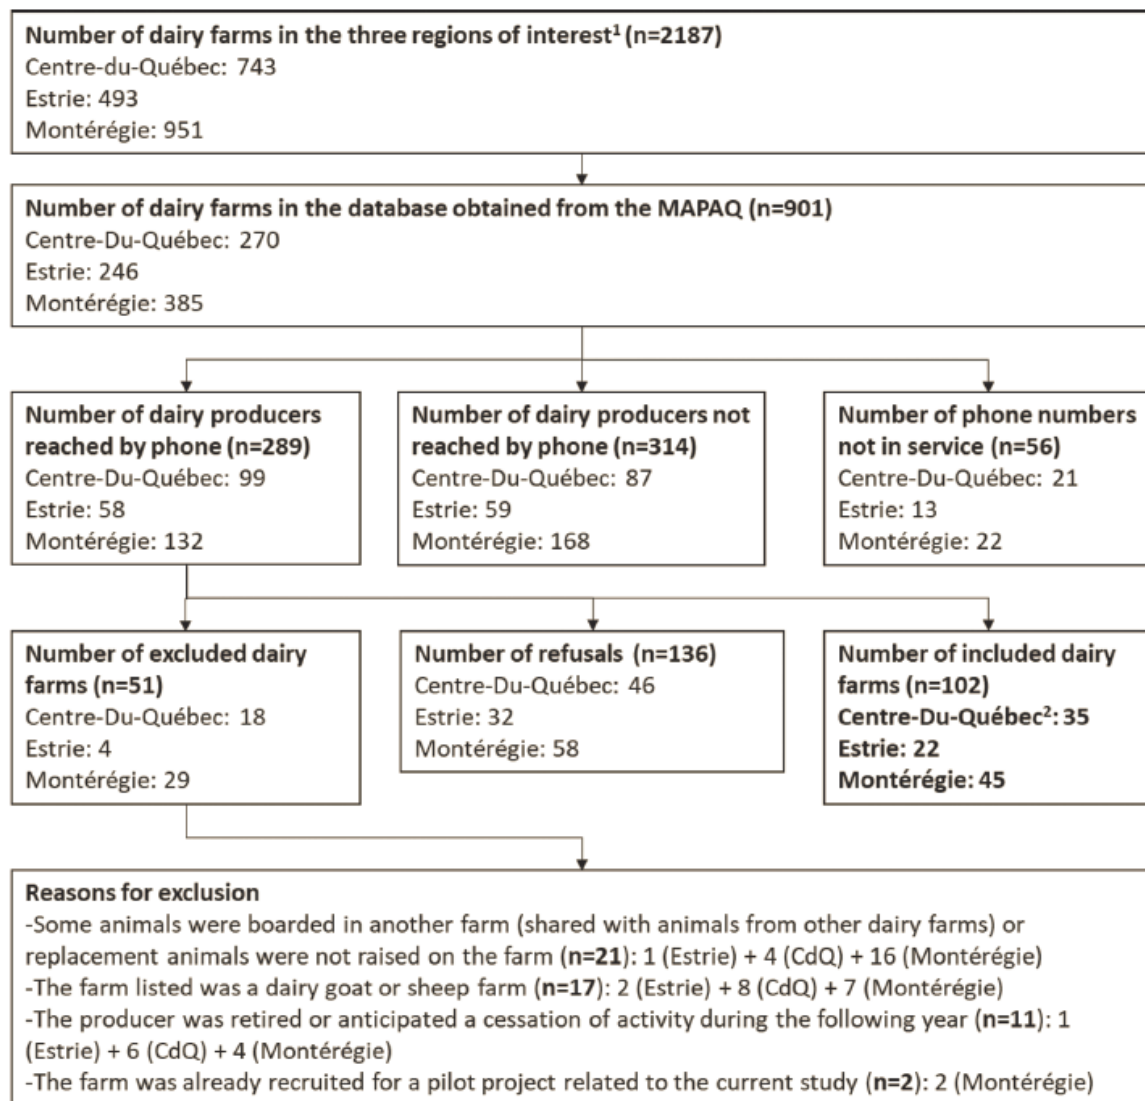 Number of dairy farms in the three regions of interest¹ (n=2187)
Centre-du-Québec: 743
Estrie: 493
Montérégie: 951
Number of dairy farms in the database obtained from the MAPAQ (n=901)
Centre-Du-Québec: 270
Estrie: 246
Montérégie: 385
Number of dairy producers
reached by phone (n=289)
Centre-Du-Québec: 99
Estrie: 58
Montérégie: 132
Number of dairy producers not
reached by phone (n=314)
Centre-Du-Québec: 87
Estrie: 59
Montérégie: 168
Number of phone numbers
not in service (n=56)
Centre-Du-Québec: 21
Estrie: 13
Montérégie: 22
Number of excluded dairy
farms (n=51)
Centre-Du-Québec: 18
Estrie: 4
Montérégie: 29
Number of refusals (n=136)
Centre-Du-Québec: 46
Estrie: 32
Montérégie: 58
Number of included dairy
farms (n=102)
Centre-Du-Québec²: 35
Estrie: 22
Montérégie: 45
Reasons for exclusion
-Some animals were boarded in another farm (shared with animals from other dairy farms) or
replacement animals were not raised on the farm (n=21): 1 (Estrie) + 4 (CdQ) + 16 (Montérégie)
-The farm listed was a dairy goat or sheep farm (n=17): 2 (Estrie) + 8 (CdQ) + 7 (Montérégie)
-The producer was retired or anticipated a cessation of activity during the following year (n=11): 1
(Estrie) + 6 (CdQ) + 4 (Montérégie)
-The farm was already recruited for a pilot project related to the current study (n=2): 2 (Montérégie)